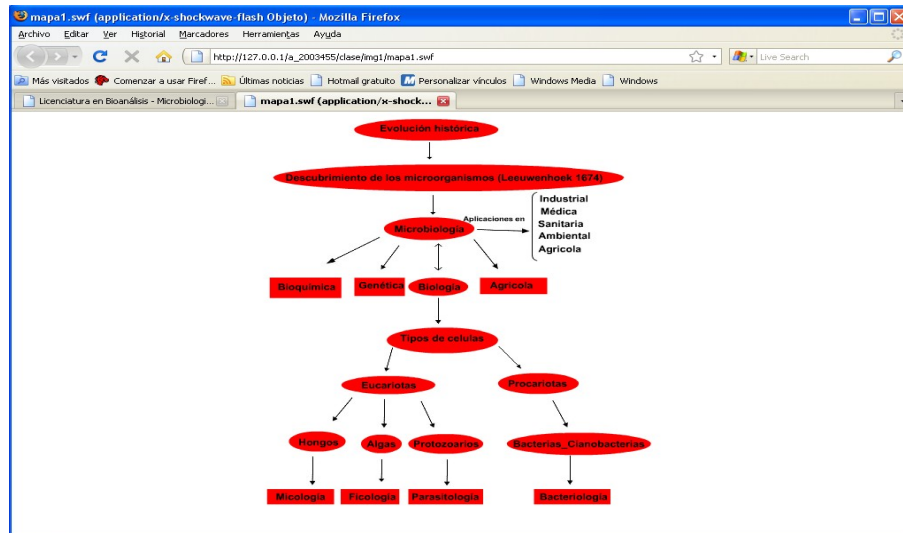 mapa1.swf (application/x-shockwave-flash Objeto) - Mozilla Firefox
Archivo Editar Ver Historial Marcadores Herramientas Ayuda
http://127.0.0.1/a_2003455/clase/img1/mapa1.swf Live Search
Más visitados Comenzar a usar Firef... Últimas noticias Hotmail gratuito Personalizar vínculos Windows Media Windows
Licenciatura en Bioanálisis - Microbiologi... mapa1.swf (application/x-shock...
Evolución histórica
Descubrimiento de los microorganismos (Leeuwenhoek 1674)
Microbiología
Aplicaciones en
Industrial
Médica
Sanitaria
Ambiental
Agricola
Bioquímica Genética Biología Agricola
Tipos de células
Eucariotas Procariotas
Hongos Algas Protozoarios Bacterias_Cianobacterias
Micología Ficología Parasitología Bacteriología